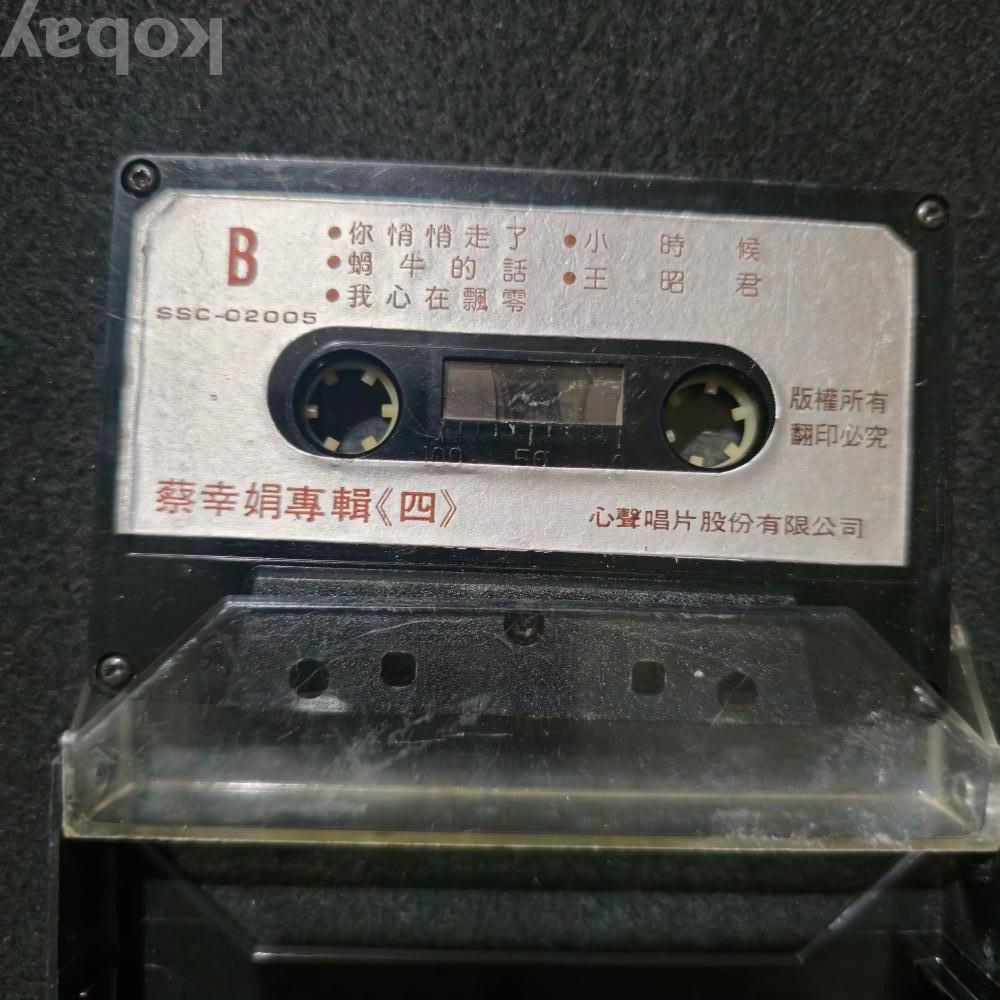 kobay
B
SSC-02005
•你悄悄走了
•蝸牛的話
•我心在飄零
•小時候
•王昭君
100 50 0
版權所有
翻印必究
蔡幸娟專輯《四》
心聲唱片股份有限公司